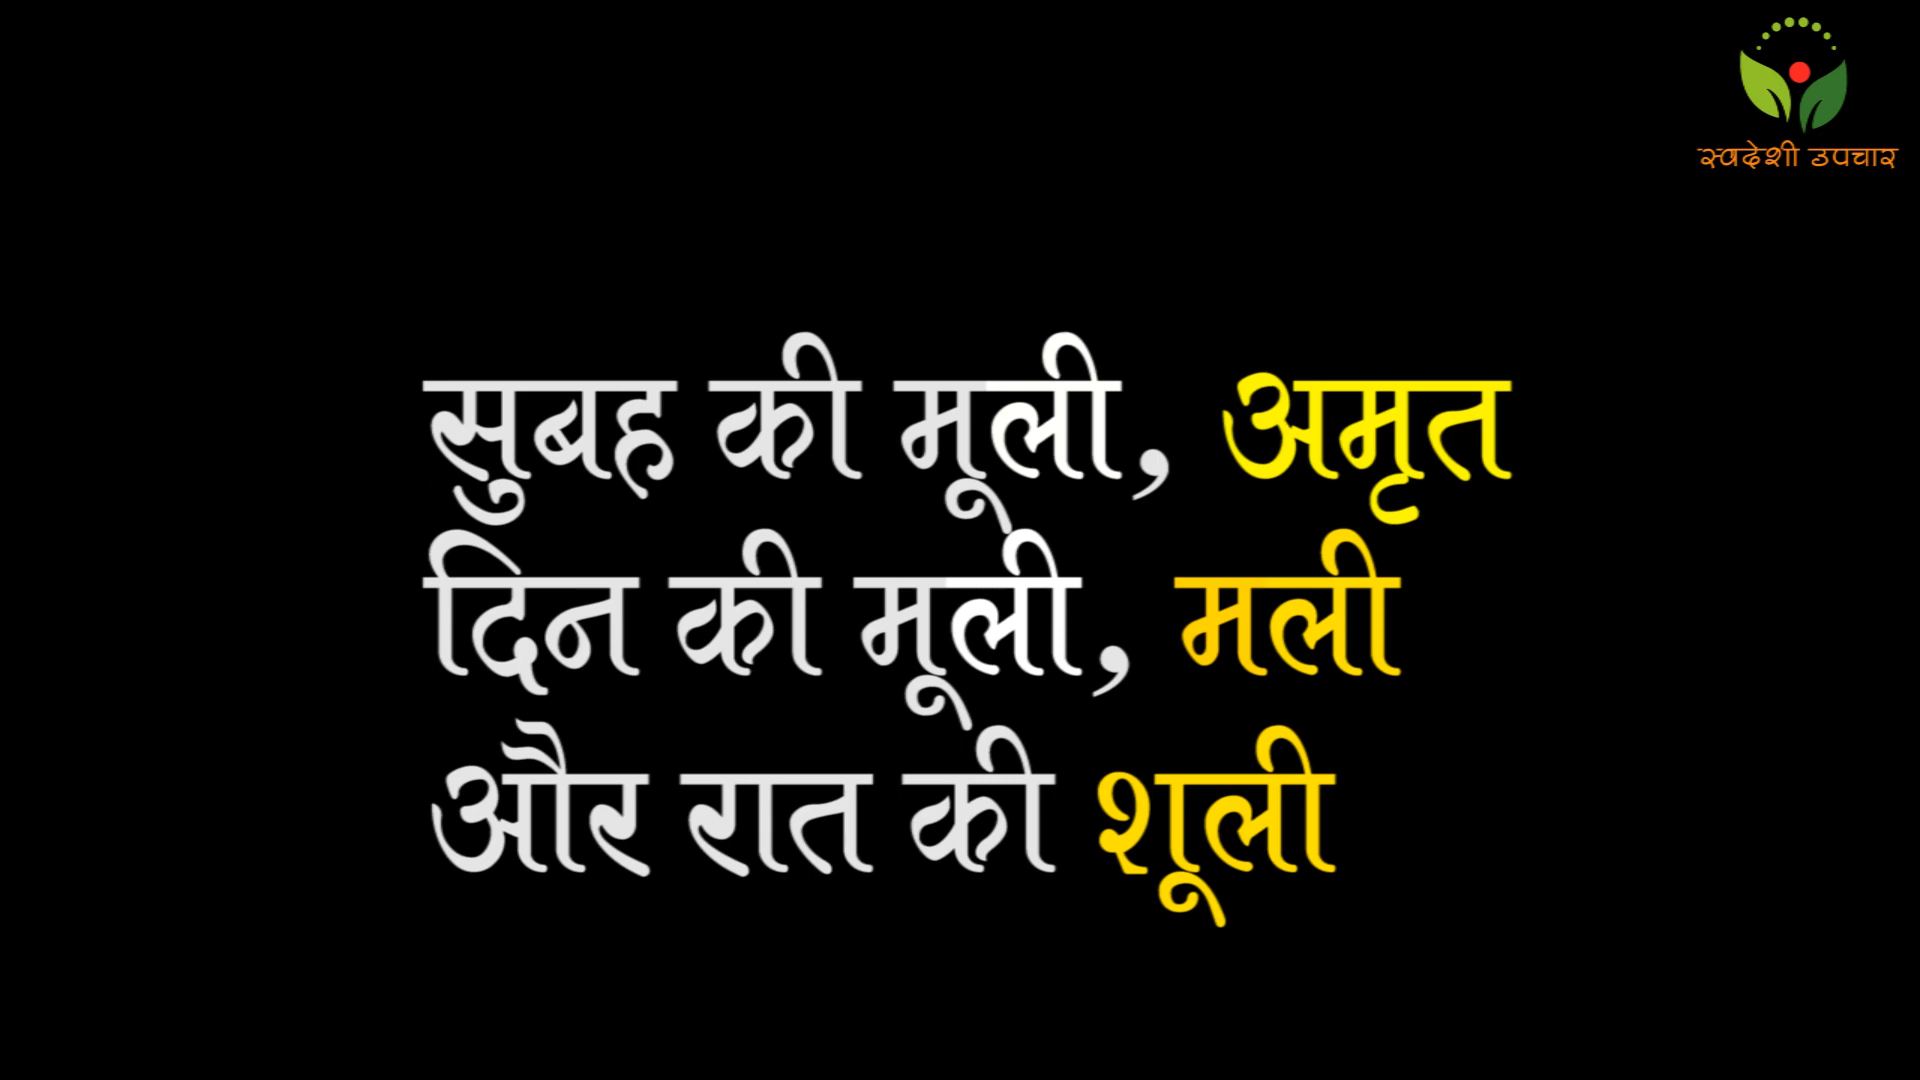 स्वदेशी उपचार
सुबह की मूली, अमृत
दिन की मूली, मली
और रात की शूली